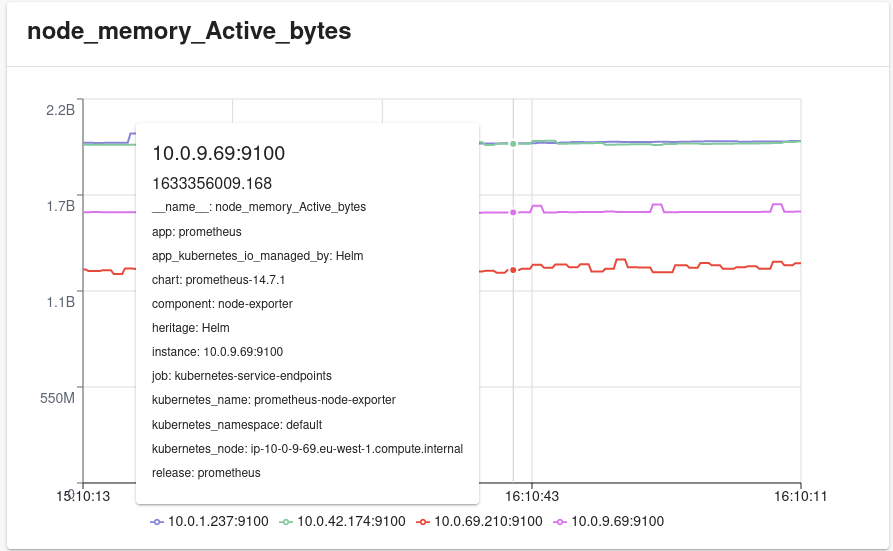 node_memory_Active_bytes
2.2B
1.7B
1.1B
550M
10.0.9.69:9100
1633356009.168
__name__: node_memory_Active_bytes
app: prometheus
app_kubernetes_io_managed_by: Helm
chart: prometheus-14.7.1
component: node-exporter
heritage: Helm
instance: 10.0.9.69:9100
job: kubernetes-service-endpoints
kubernetes_name: prometheus-node-exporter
kubernetes_namespace: default
kubernetes_node: ip-10-0-9-69.eu-west-1.compute.internal
release: prometheus
0
15:10:13 16:10:43 16:10:11
10.0.1.237:9100 10.0.42.174:9100 10.0.69.210:9100 10.0.9.69:9100